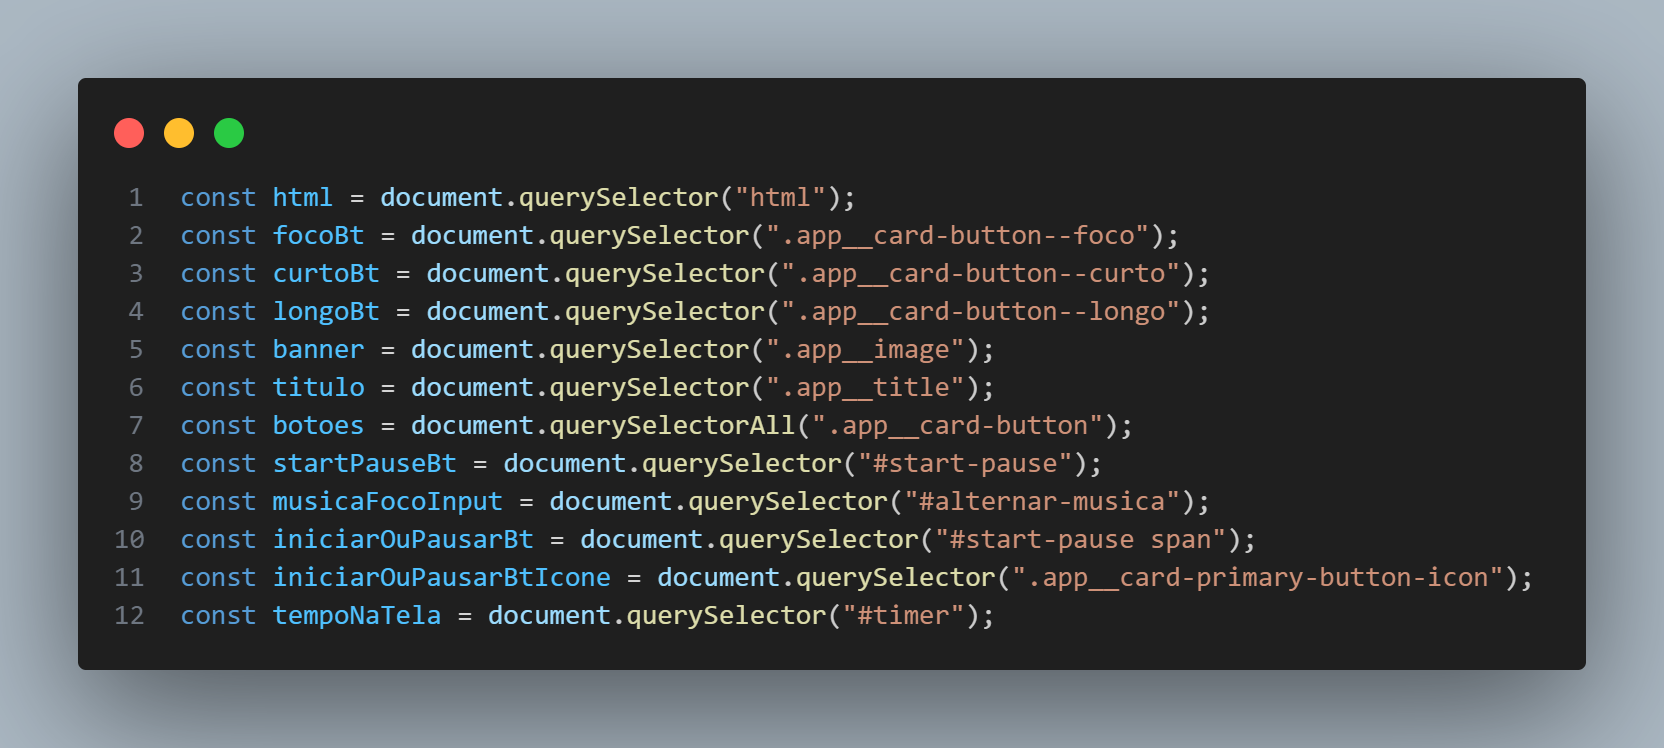 1 const html = document.querySelector("html");
2 const focoBt = document.querySelector(".app__card-button--foco");
3 const curtoBt = document.querySelector(".app__card-button--curto");
4 const longoBt = document.querySelector(".app__card-button--longo");
5 const banner = document.querySelector(".app__image");
6 const titulo = document.querySelector(".app__title");
7 const botoes = document.querySelectorAll(".app__card-button");
8 const startPauseBt = document.querySelector("#start-pause");
9 const musicaFocoInput = document.querySelector("#alternar-musica");
10 const iniciarOuPausarBt = document.querySelector("#start-pause span");
11 const iniciarOuPausarBtIcone = document.querySelector(".app__card-primary-button-icon");
12 const tempoNaTela = document.querySelector("#timer");